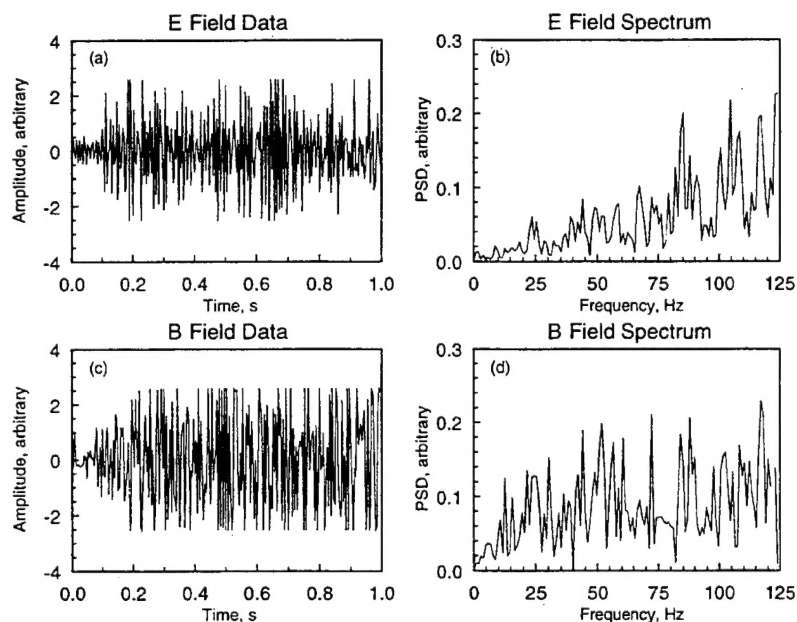 E Field Data
E Field Spectrum
(a)
Amplitude, arbitrary
4
2
0
-2
-4
0.0 0.2 0.4 0.6 0.8 1.0
Time, s
(b)
PSD, arbitrary
0.3
0.2
0.1
0.0
0 25 50 75 100 125
Frequency, Hz
B Field Data
B Field Spectrum
(c)
Amplitude, arbitrary
4
2
0
-2
-4
0.0 0.2 0.4 0.6 0.8 1.0
Time, s
(d)
PSD, arbitrary
0.3
0.2
0.1
0.0
0 25 50 75 100 125
Frequency, Hz